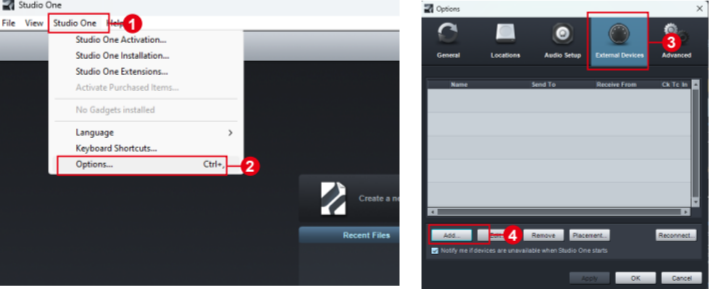 Studio One
File View Studio One Help 1
Studio One Activation...
Studio One Installation...
Studio One Extensions...
Activate Purchased Items...
No Gadgets installed
Language >
Keyboard Shortcuts...
Options... Ctrl+, 2
Create a ne
Recent Files
Options
General Locations Audio Setup External Devices 3 Advanced
Name Send To Receive From Ck Tc In
Add... 4 Remove Placement... Reconnect...
Notify me if devices are unavailable when Studio One starts
Apply OK Cancel